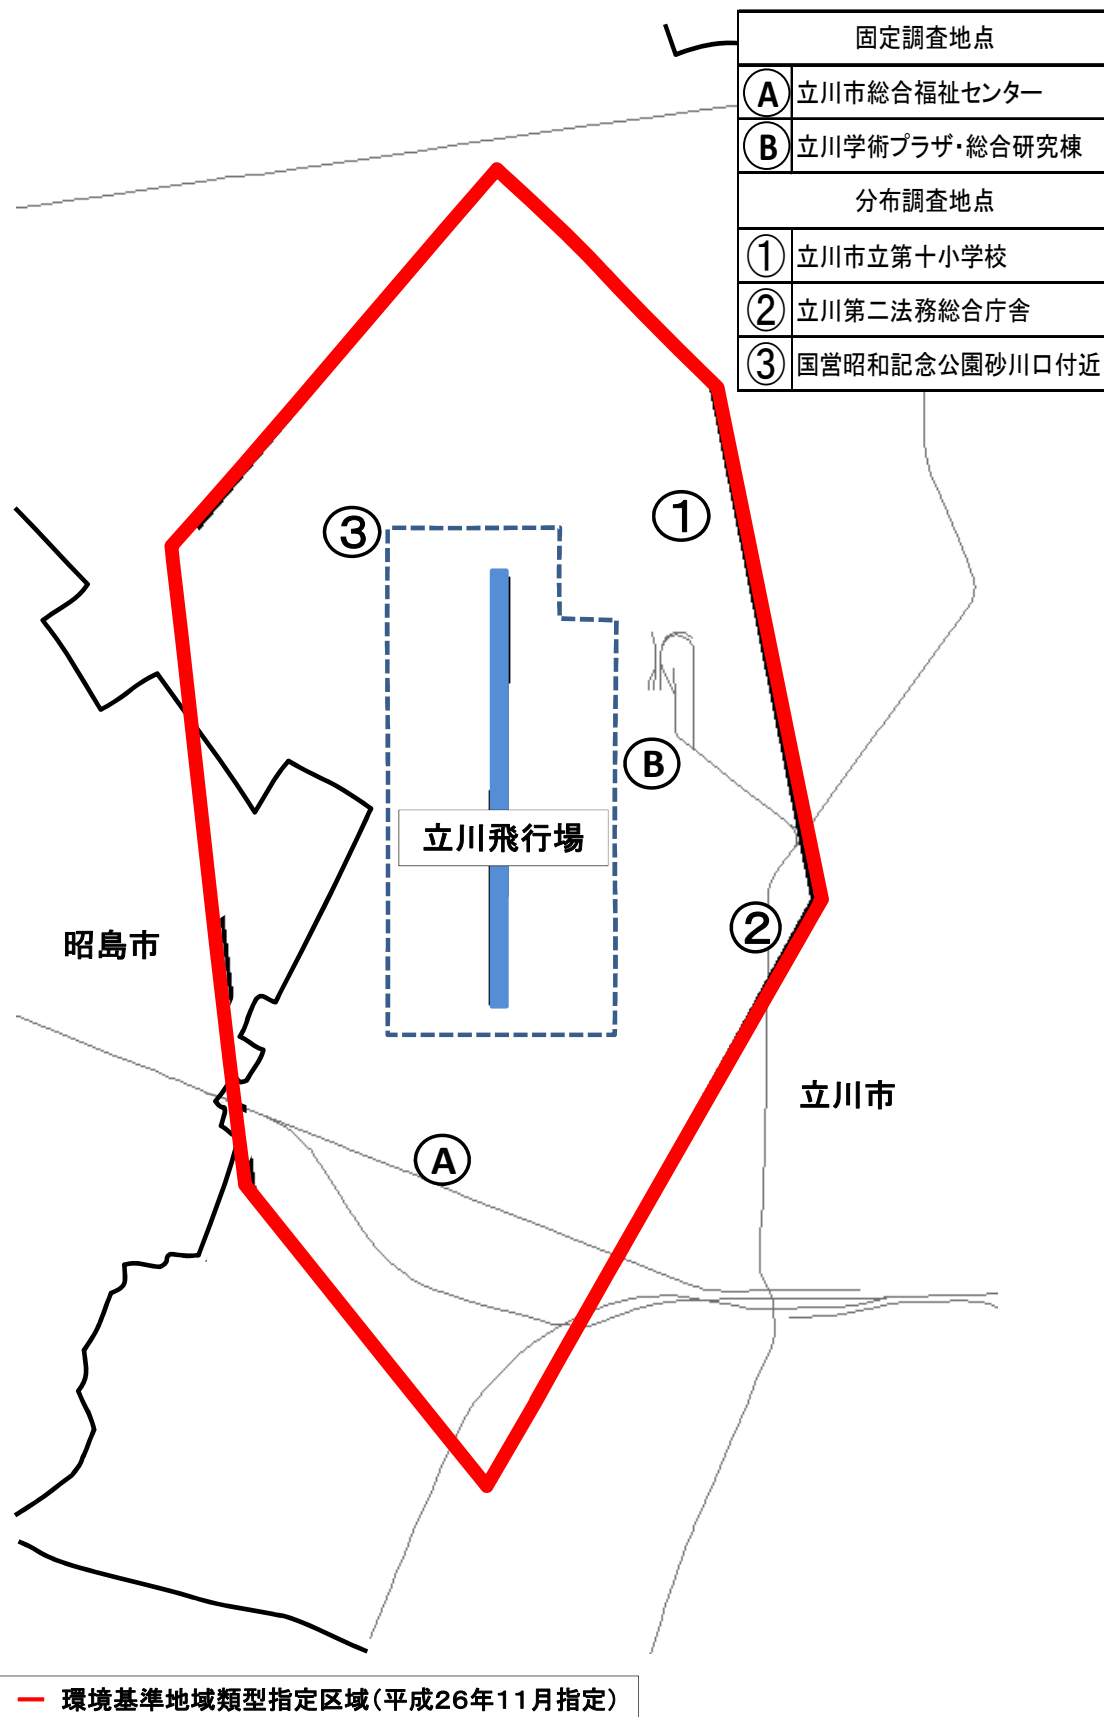 固定調査地点
A 立川市総合福祉センター
B 立川学術プラザ・総合研究棟
分布調査地点
① 立川市立第十小学校
② 立川第二法務総合庁舎
③ 国営昭和記念公園砂川口付近
③
①
B
立川飛行場
②
昭島市
立川市
A
環境基準地域類型指定区域(平成26年11月指定)